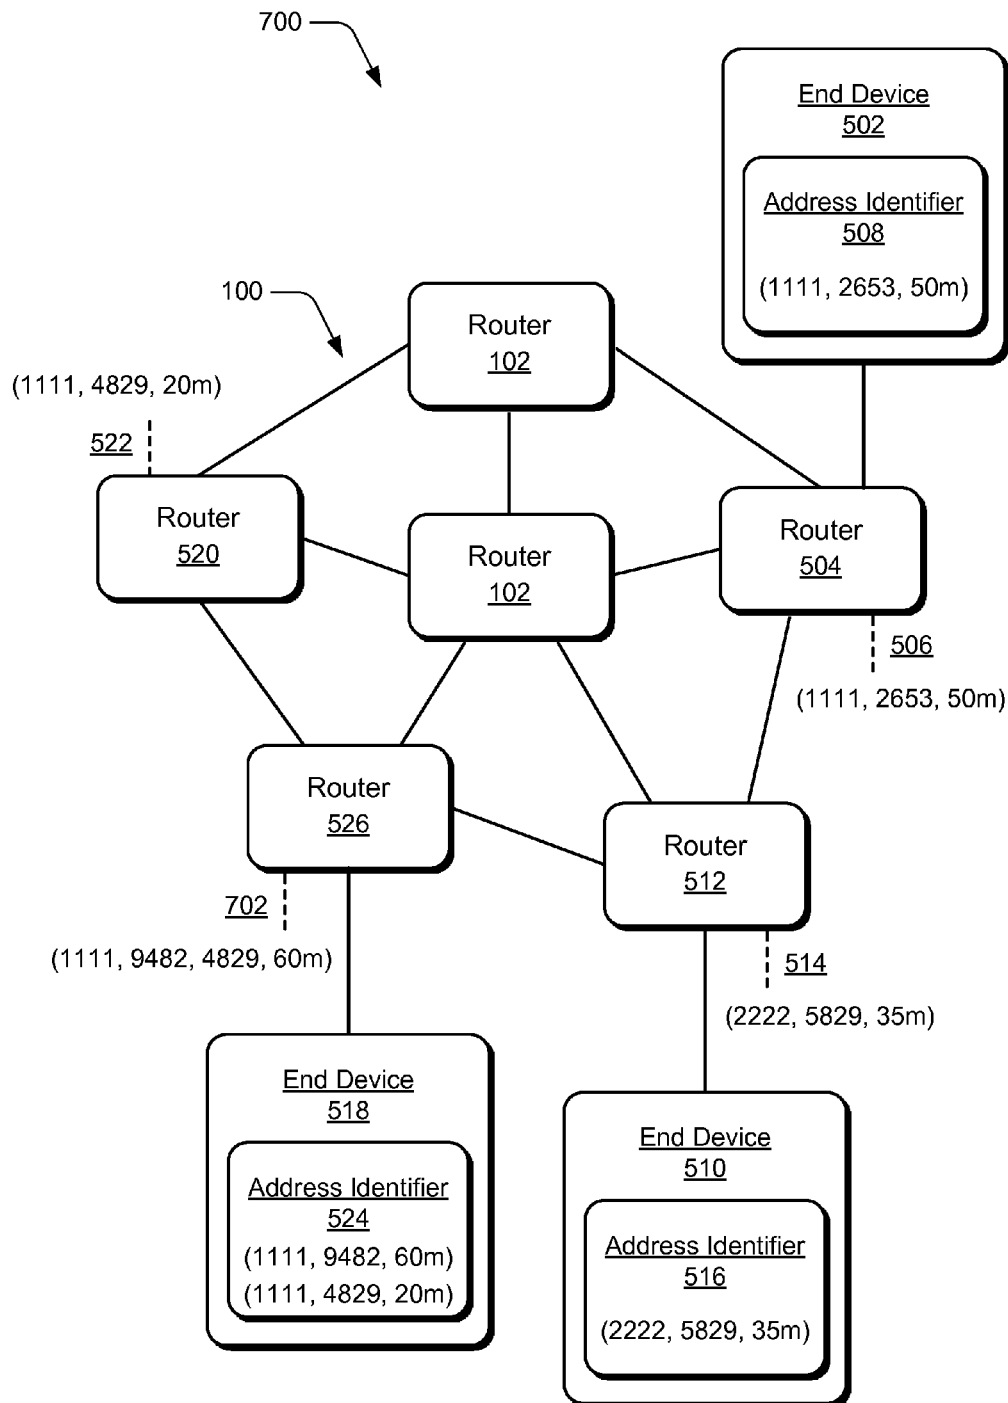 700
End Device
502
Address Identifier
508
(1111, 2653, 50m)
100
Router
102
(1111, 4829, 20m)
522
Router
520
Router
102
Router
504
506
(1111, 2653, 50m)
Router
526
Router
512
702
(1111, 9482, 4829, 60m)
514
(2222, 5829, 35m)
End Device
518
Address Identifier
524
(1111, 9482, 60m)
(1111, 4829, 20m)
End Device
510
Address Identifier
516
(2222, 5829, 35m)